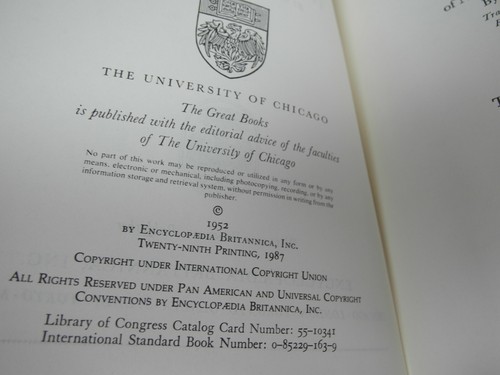 THE UNIVERSITY OF CHICAGO
The Great Books
is published with the editorial advice of the faculties
of The University of Chicago
No part of this work may be reproduced or utilized in any form or by any
means, electronic or mechanical, including photocopying, recording, or by any
information storage and retrieval system, without permission in writing from the
publisher.
©
1952
BY ENCYCLOPÆDIA BRITANNICA, INC.
TWENTY-NINTH PRINTING, 1987
COPYRIGHT UNDER INTERNATIONAL COPYRIGHT UNION
ALL RIGHTS RESERVED UNDER PAN AMERICAN AND UNIVERSAL COPYRIGHT
CONVENTIONS BY ENCYCLOPÆDIA BRITANNICA, INC.
Library of Congress Catalog Card Number: 55-10341
International Standard Book Number: 0-85229-163-9